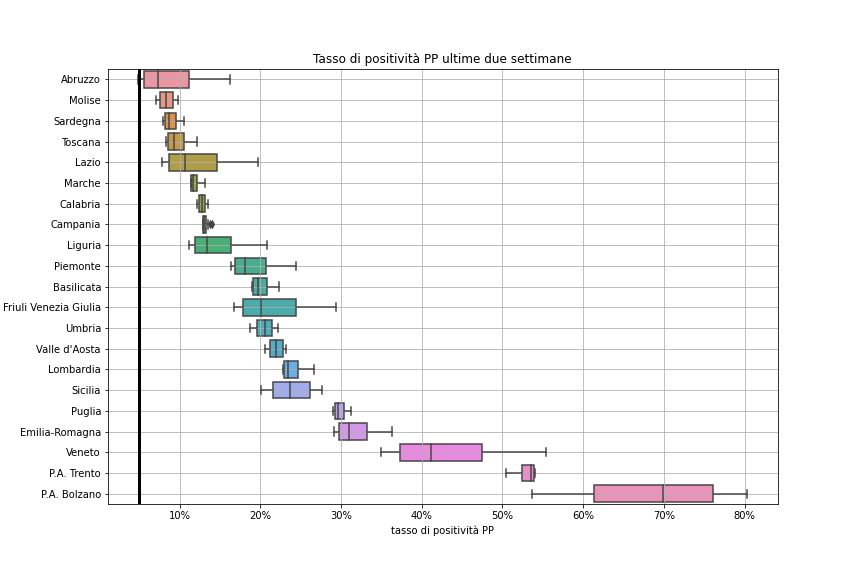 Tasso di positività PP ultime due settimane
Abruzzo
Molise
Sardegna
Toscana
Lazio
Marche
Calabria
Campania
Liguria
Piemonte
Basilicata
Friuli Venezia Giulia
Umbria
Valle d'Aosta
Lombardia
Sicilia
Puglia
Emilia-Romagna
Veneto
P.A. Trento
P.A. Bolzano
10% 20% 30% 40% 50% 60% 70% 80%
tasso di positività PP